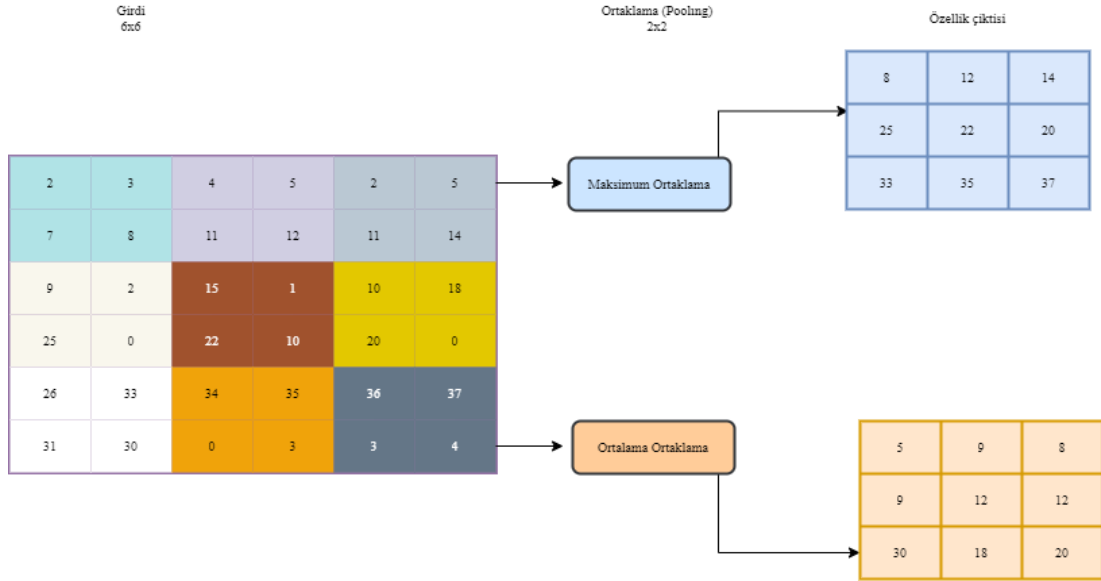 Girdi
6x6
Ortaklama (Poolıng)
2x2
Özellik çiktisi
8 12 14
25 22 20
33 35 37
2 3 4 5 2 5
7 8 11 12 11 14
9 2 15 1 10 18
25 0 22 10 20 0
26 33 34 35 36 37
31 30 0 3 3 4
Maksimum Ortaklama
Ortalama Ortaklama
5 9 8
9 12 12
30 18 20